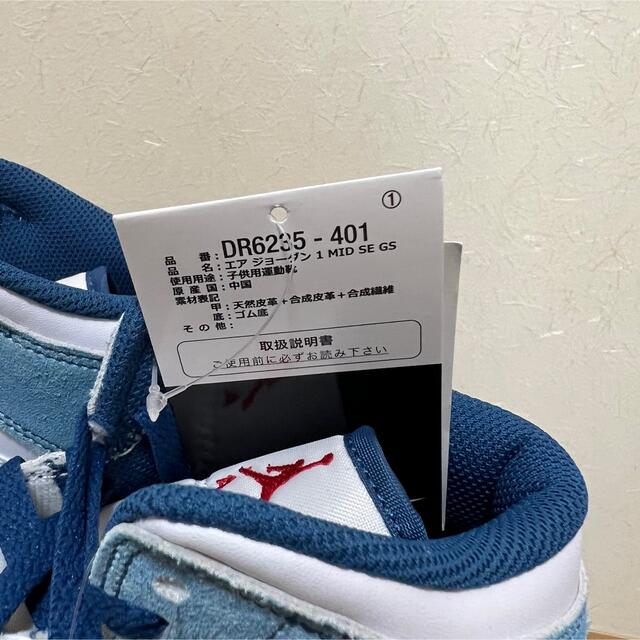 ①
品 番: DR6235 - 401
品 名: エア ジョーダン 1 MID SE GS
使用用途: 子供用運動靴
原 産 国: 中国
素材表記
甲: 天然皮革+合成皮革+合成繊維
底: ゴム底
その他:
取扱説明書
ご使用前に必ずお読み下さい